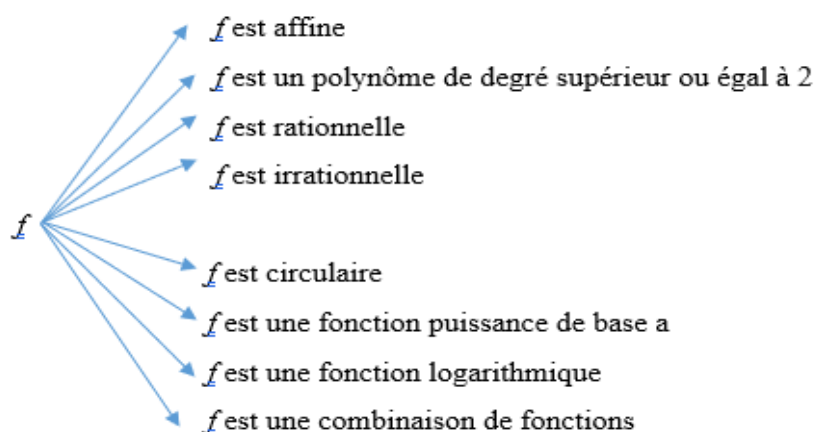 f est affine
f est un polynôme de degré supérieur ou égal à 2
f est rationnelle
f est irrationnelle
f
f est circulaire
f est une fonction puissance de base a
f est une fonction logarithmique
f est une combinaison de fonctions